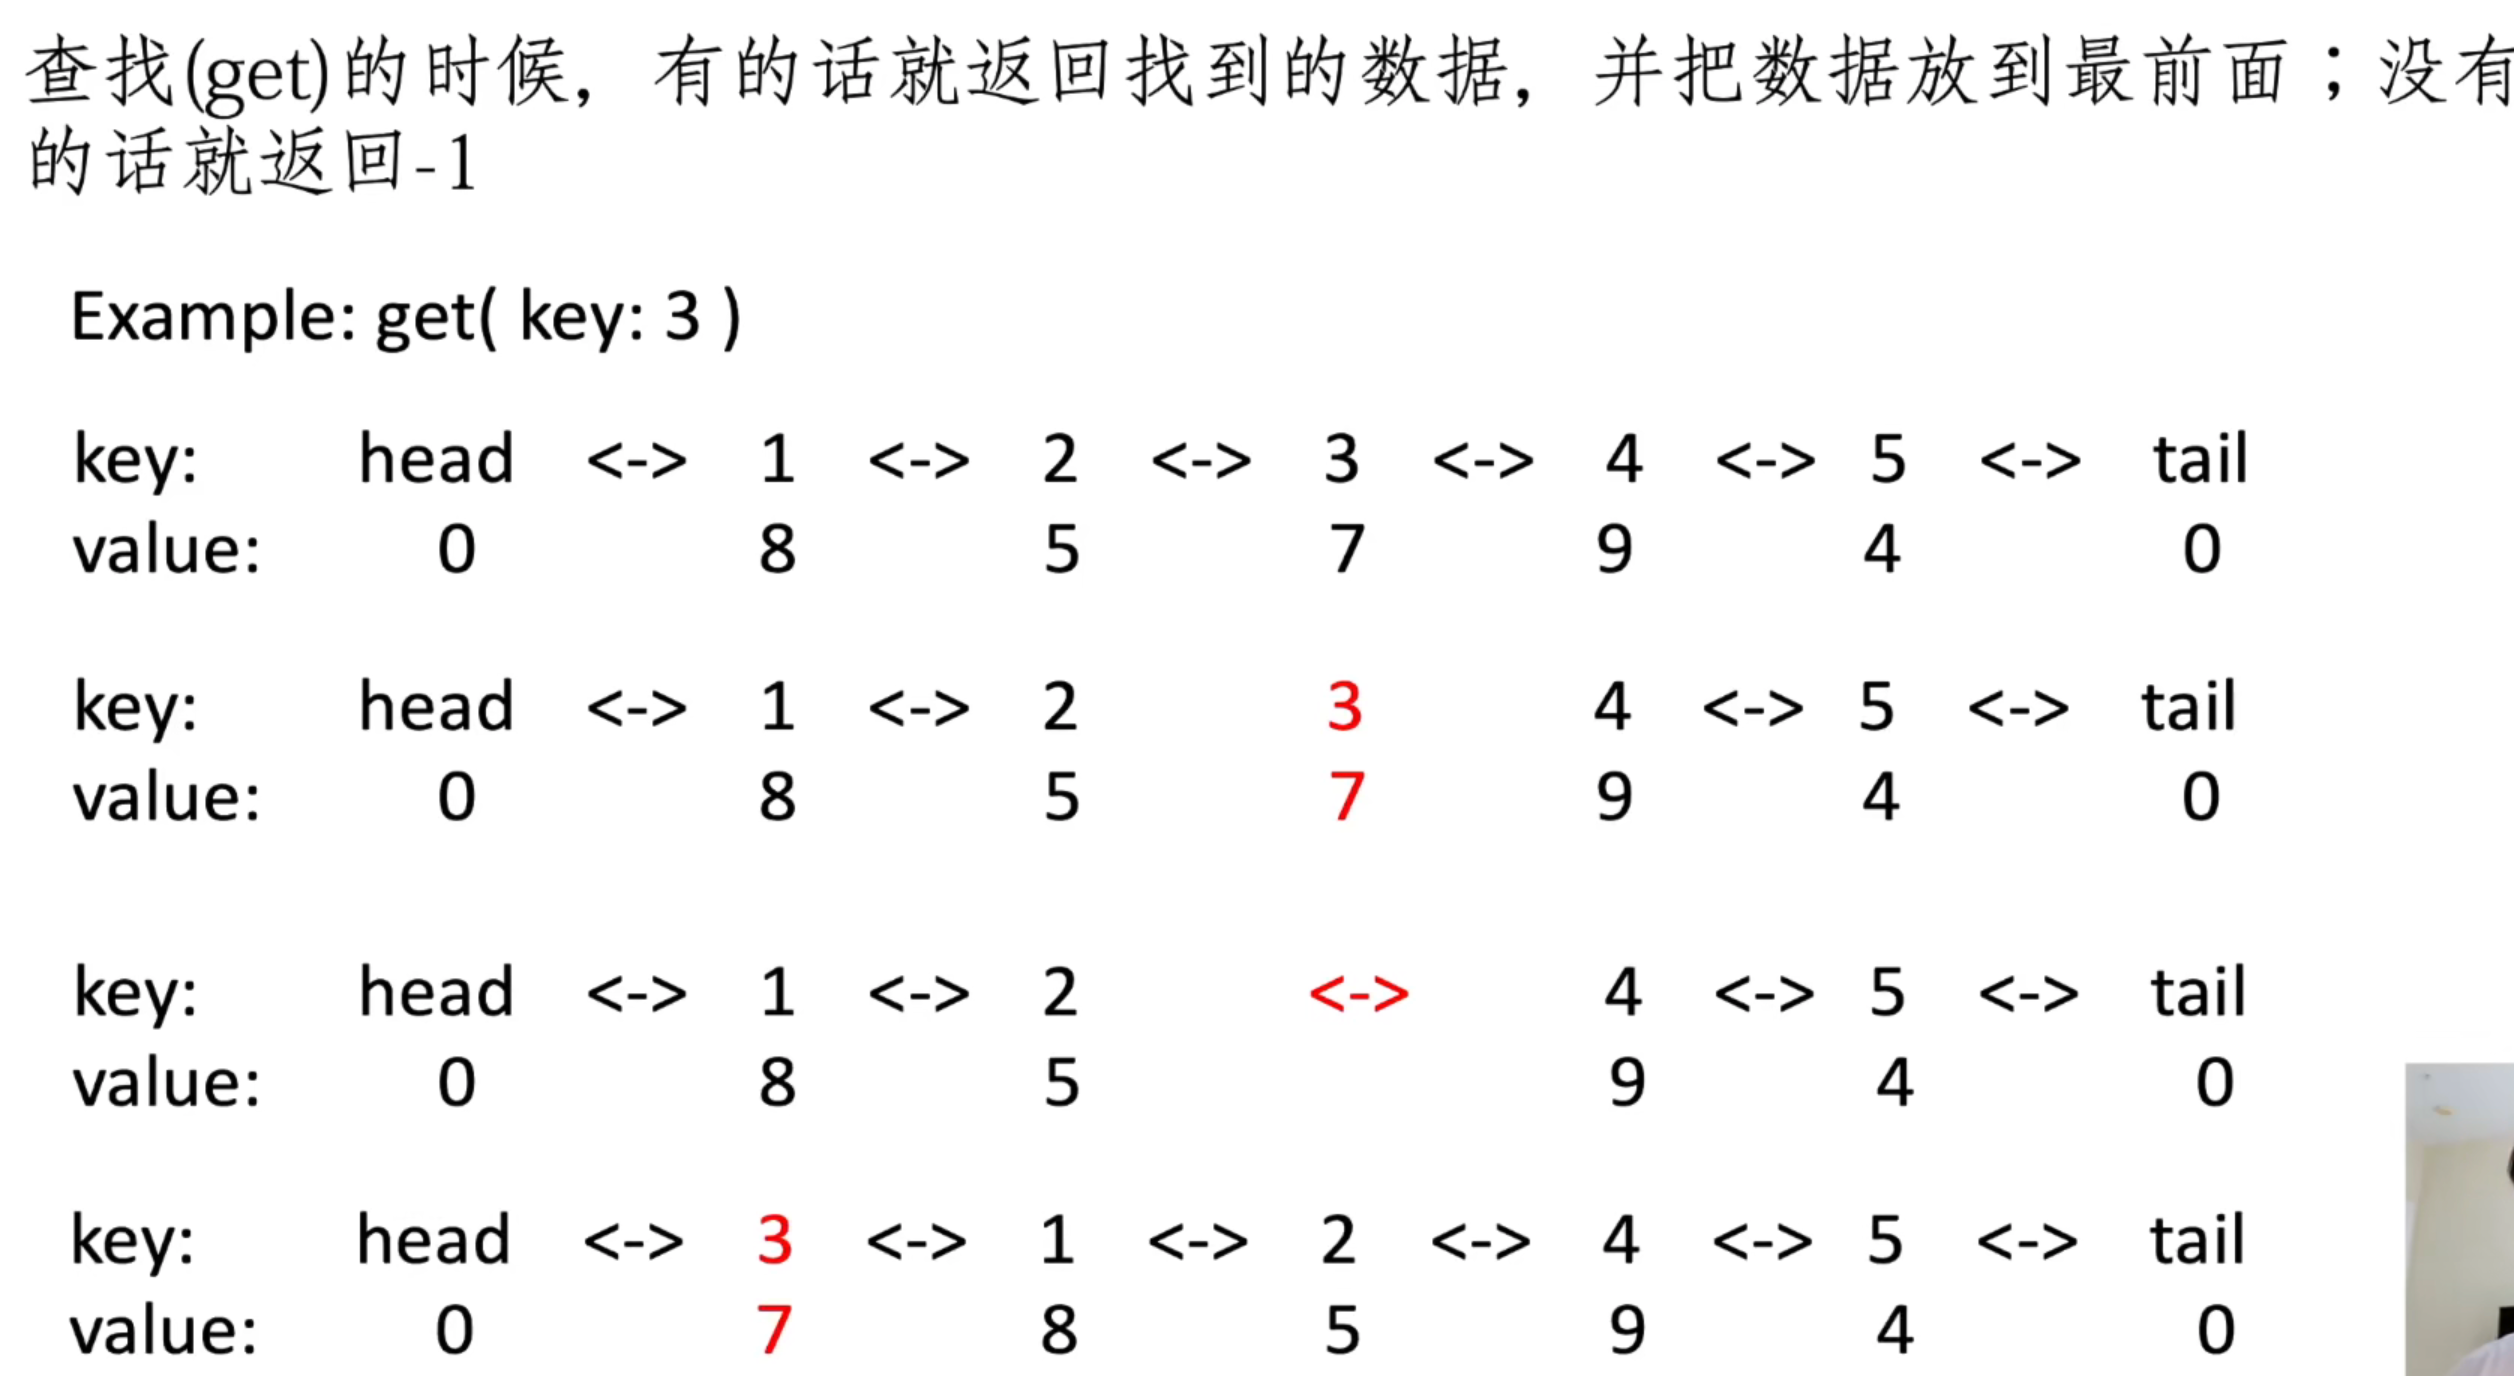 查找(get)的时候，有的话就返回找到的数据，并把数据放到最前面；没有
的话就返回-1
Example: get( key: 3 )
key: head <-> 1 <-> 2 <-> 3 <-> 4 <-> 5 <-> tail
value: 0 8 5 7 9 4 0
key: head <-> 1 <-> 2 3 4 <-> 5 <-> tail
value: 0 8 5 7 9 4 0
key: head <-> 1 <-> 2 <-> 4 <-> 5 <-> tail
value: 0 8 5 9 4 0
key: head <-> 3 <-> 1 <-> 2 <-> 4 <-> 5 <-> tail
value: 0 7 8 5 9 4 0